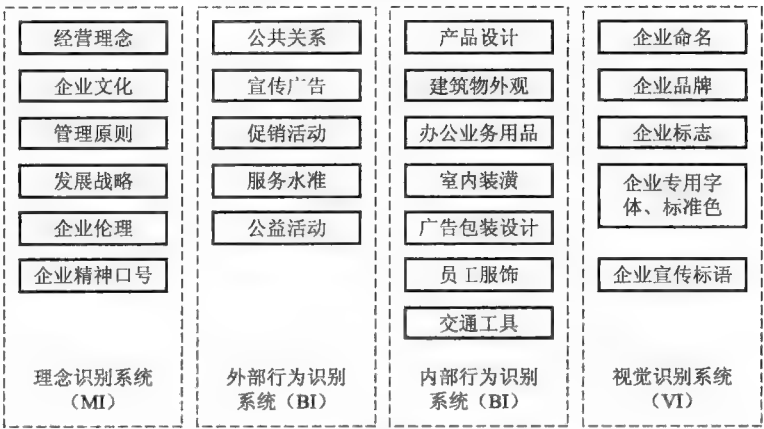 经营理念
企业文化
管理原则
发展战略
企业伦理
企业精神口号
理念识别系统
（MI）
公共关系
宣传广告
促销活动
服务水准
公益活动
外部行为识别
系统（BI）
产品设计
建筑物外观
办公业务用品
室内装潢
广告包装设计
员工服饰
交通工具
内部行为识别
系统（BI）
企业命名
企业品牌
企业标志
企业专用字
体、标准色
企业宣传标语
视觉识别系统
（VI）